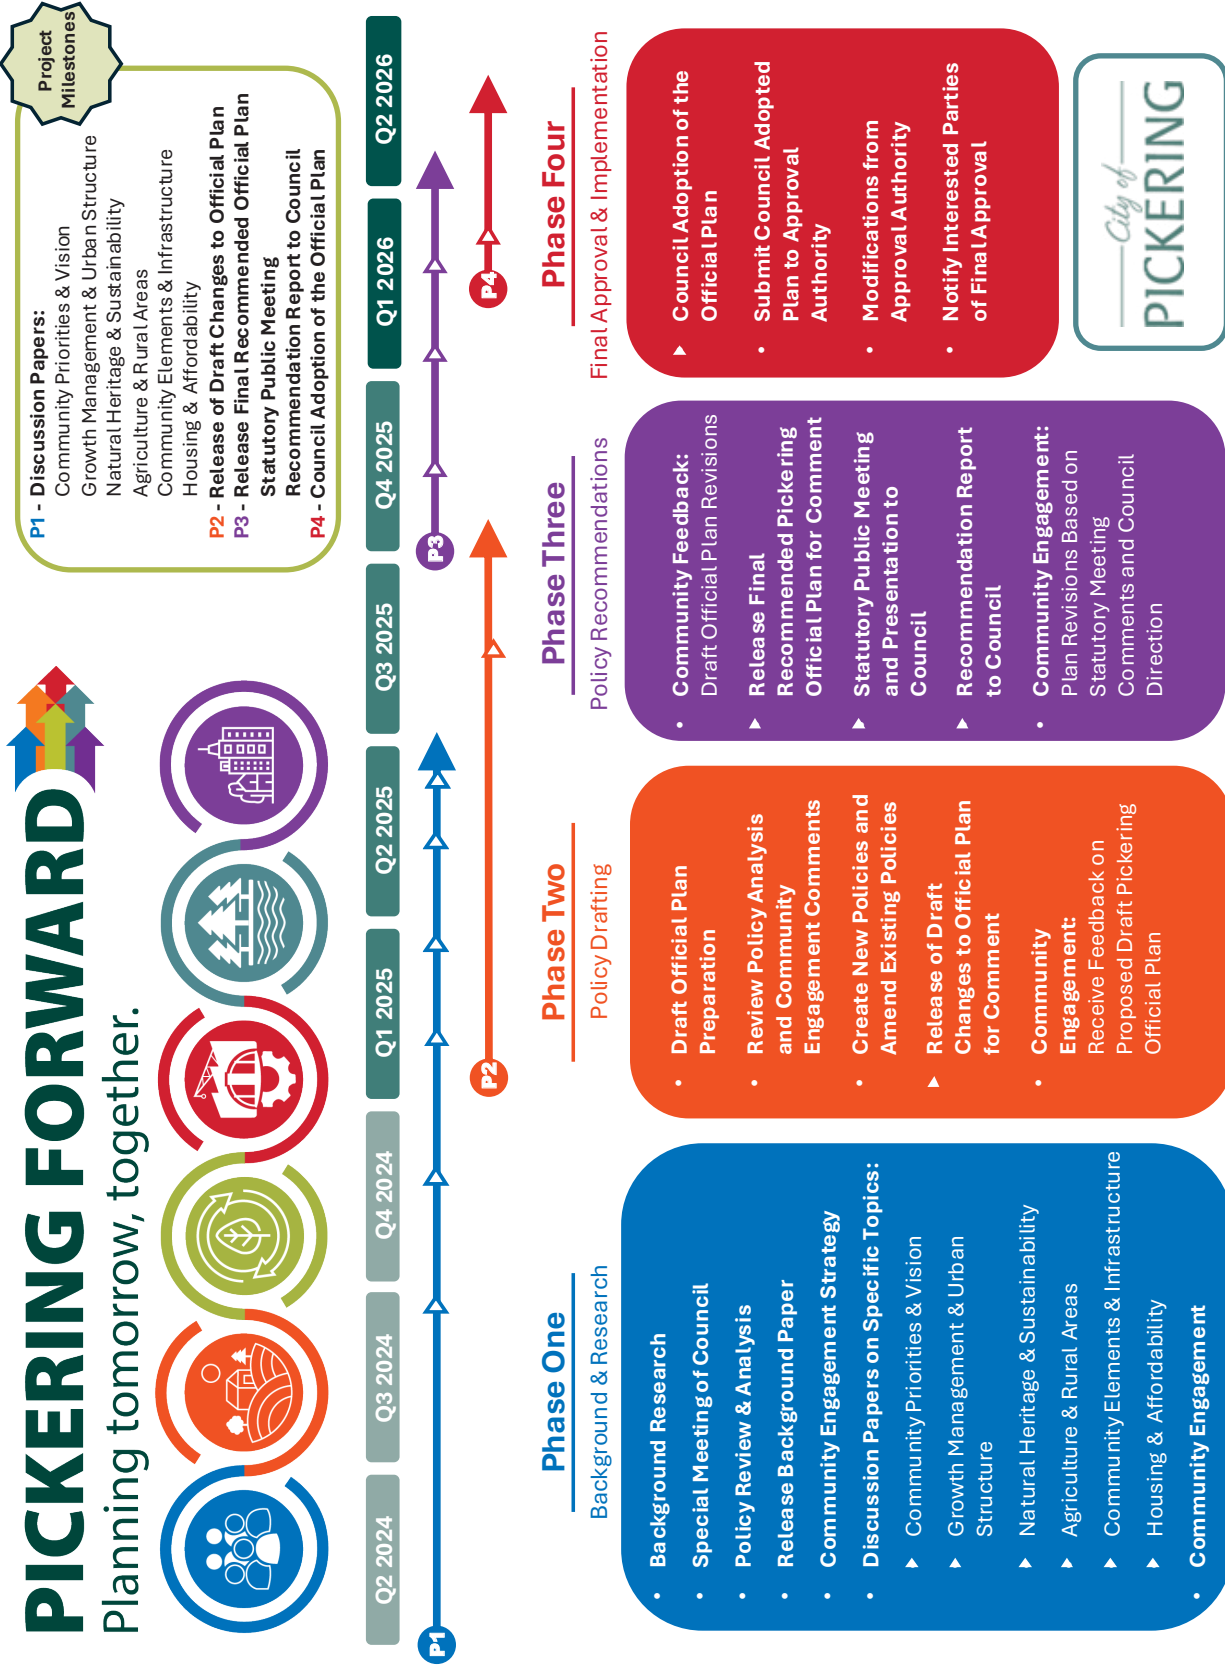 PICKERING FORWARD
Planning tomorrow, together.
Project
Milestones
P1 - Discussion Papers:
Community Priorities & Vision
Growth Management & Urban Structure
Natural Heritage & Sustainability
Agriculture & Rural Areas
Community Elements & Infrastructure
Housing & Affordability
P2 - Release of Draft Changes to Official Plan
P3 - Release Final Recommended Official Plan
Statutory Public Meeting
Recommendation Report to Council
P4 - Council Adoption of the Official Plan
Q2 2024
Q3 2024
Q4 2024
Q1 2025
Q2 2025
Q3 2025
Q4 2025
Q1 2026
Q2 2026
P1
P2
P3
P4
Phase One
Background & Research
• Background Research
• Special Meeting of Council
• Policy Review & Analysis
• Release Background Paper
• Community Engagement Strategy
• Discussion Papers on Specific Topics:
Community Priorities & Vision
Growth Management & Urban
Structure
Natural Heritage & Sustainability
Agriculture & Rural Areas
Community Elements & Infrastructure
Housing & Affordability
• Community Engagement
Phase Two
Policy Drafting
• Draft Official Plan
Preparation
• Review Policy Analysis
and Community
Engagement Comments
• Create New Policies and
Amend Existing Policies
Release of Draft
Changes to Official Plan
for Comment
• Community
Engagement:
Receive Feedback on
Proposed Draft Pickering
Official Plan
Phase Three
Policy Recommendations
• Community Feedback:
Draft Official Plan Revisions
Release Final
Recommended Pickering
Official Plan for Comment
Statutory Public Meeting
and Presentation to
Council
Recommendation Report
to Council
• Community Engagement:
Plan Revisions Based on
Statutory Meeting
Comments and Council
Direction
Phase Four
Final Approval & Implementation
Council Adoption of the
Official Plan
• Submit Council Adopted
Plan to Approval
Authority
• Modifications from
Approval Authority
• Notify Interested Parties
of Final Approval
City of
PICKERING